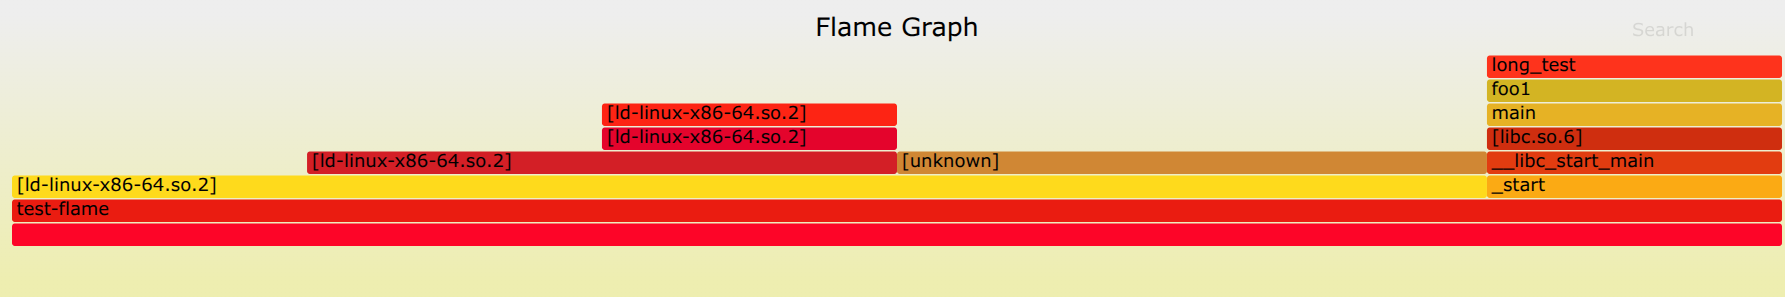 Flame Graph
Search
long_test
foo1
[ld-linux-x86-64.so.2] main
[ld-linux-x86-64.so.2] [libc.so.6]
[ld-linux-x86-64.so.2] [unknown] __libc_start_main
[ld-linux-x86-64.so.2] _start
test-flame